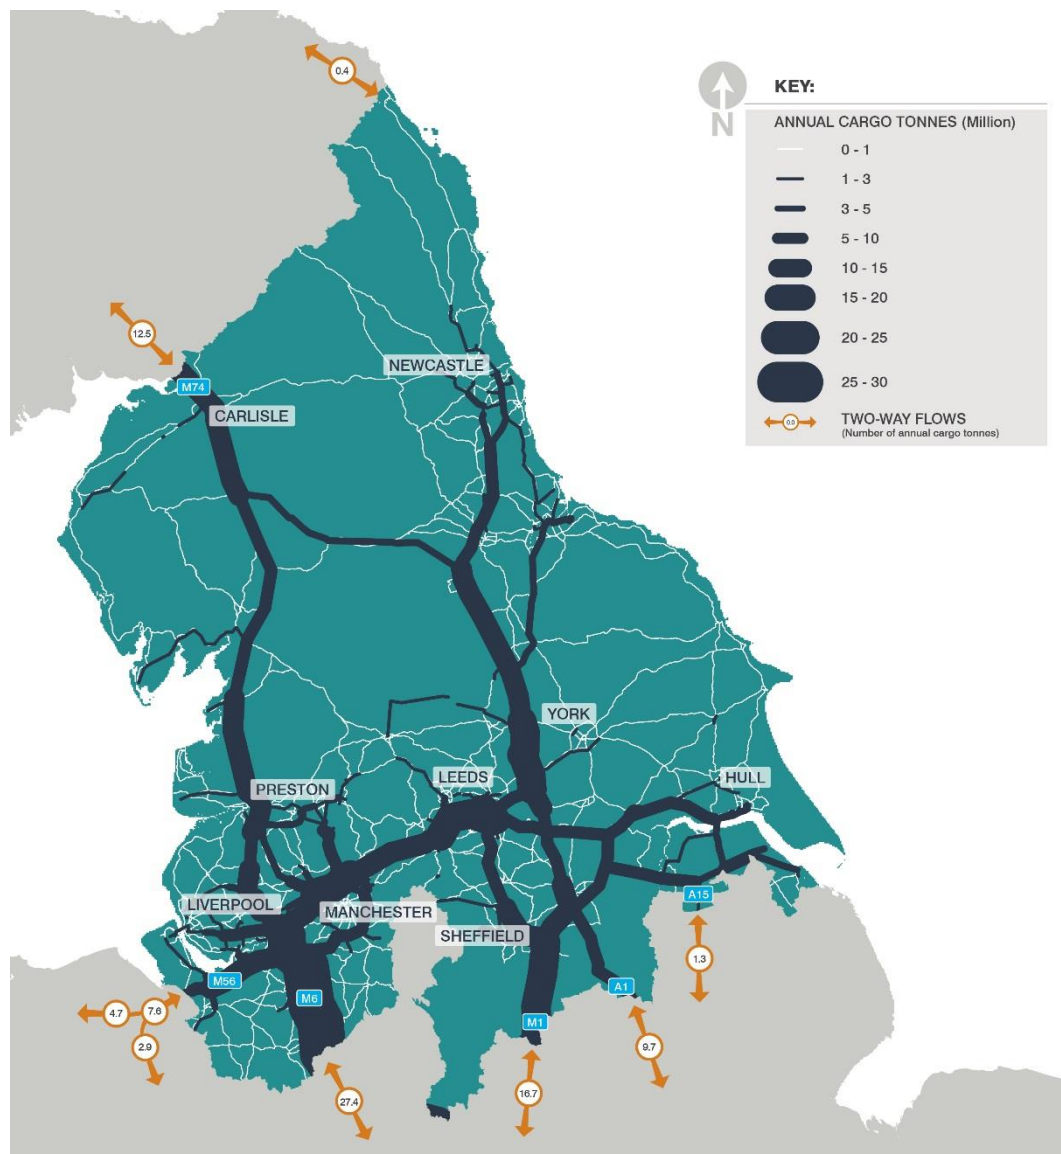 0.4
KEY:
N
ANNUAL CARGO TONNES (Million)
0 - 1
1 - 3
3 - 5
5 - 10
10 - 15
15 - 20
20 - 25
25 - 30
0.0 TWO-WAY FLOWS
(Number of annual cargo tonnes)
12.5
NEWCASTLE
M74
CARLISLE
YORK
LEEDS
HULL
PRESTON
A15
LIVERPOOL
MANCHESTER
SHEFFIELD
1.3
M56
A1
M6
M1
4.7
7.6
2.9
9.7
16.7
27.4